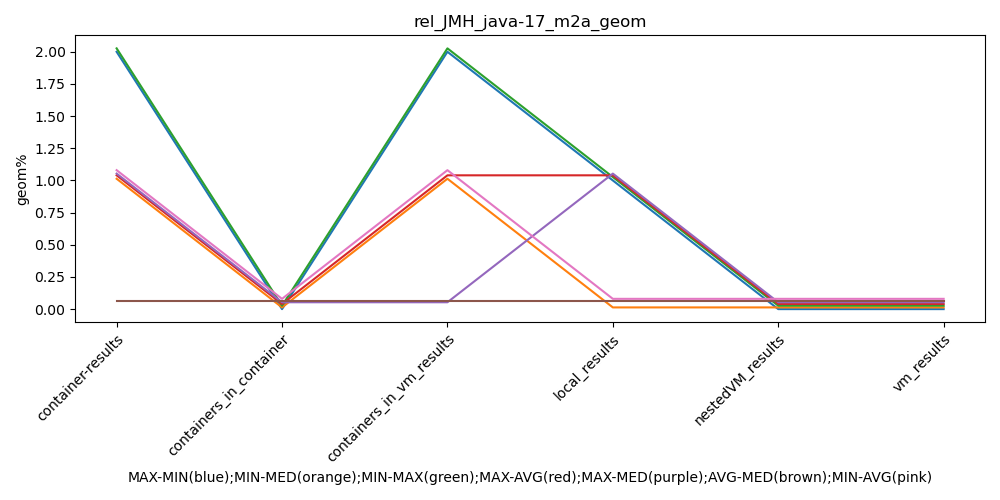 rel_JMH_java-17_m2a_geom
geom%
2.00
1.75
1.50
1.25
1.00
0.75
0.50
0.25
0.00
container-results
containers_in_container
containers_in_vm_results
local_results
nestedVM_results
vm_results
MAX-MIN(blue);MIN-MED(orange);MIN-MAX(green);MAX-AVG(red);MAX-MED(purple);AVG-MED(brown);MIN-AVG(pink)